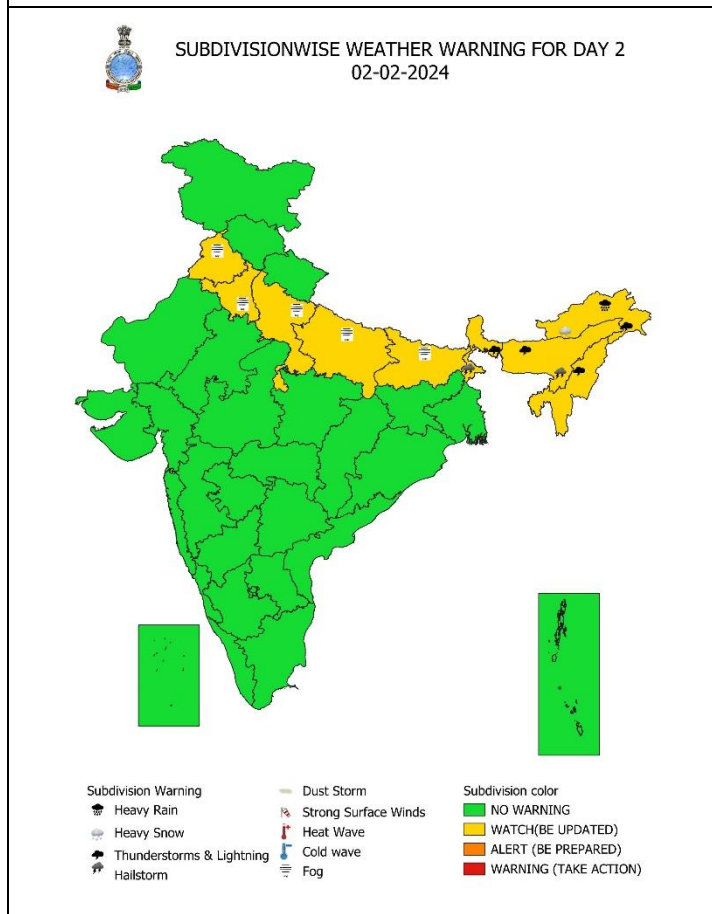 SUBDIVISIONWISE WEATHER WARNING FOR DAY 2
02-02-2024
Subdivision Warning
Heavy Rain
Heavy Snow
Thunderstorms & Lightning
Hailstorm
Dust Storm
Strong Surface Winds
Heat Wave
Cold wave
Fog
Subdivision color
NO WARNING
WATCH(BE UPDATED)
ALERT (BE PREPARED)
WARNING (TAKE ACTION)